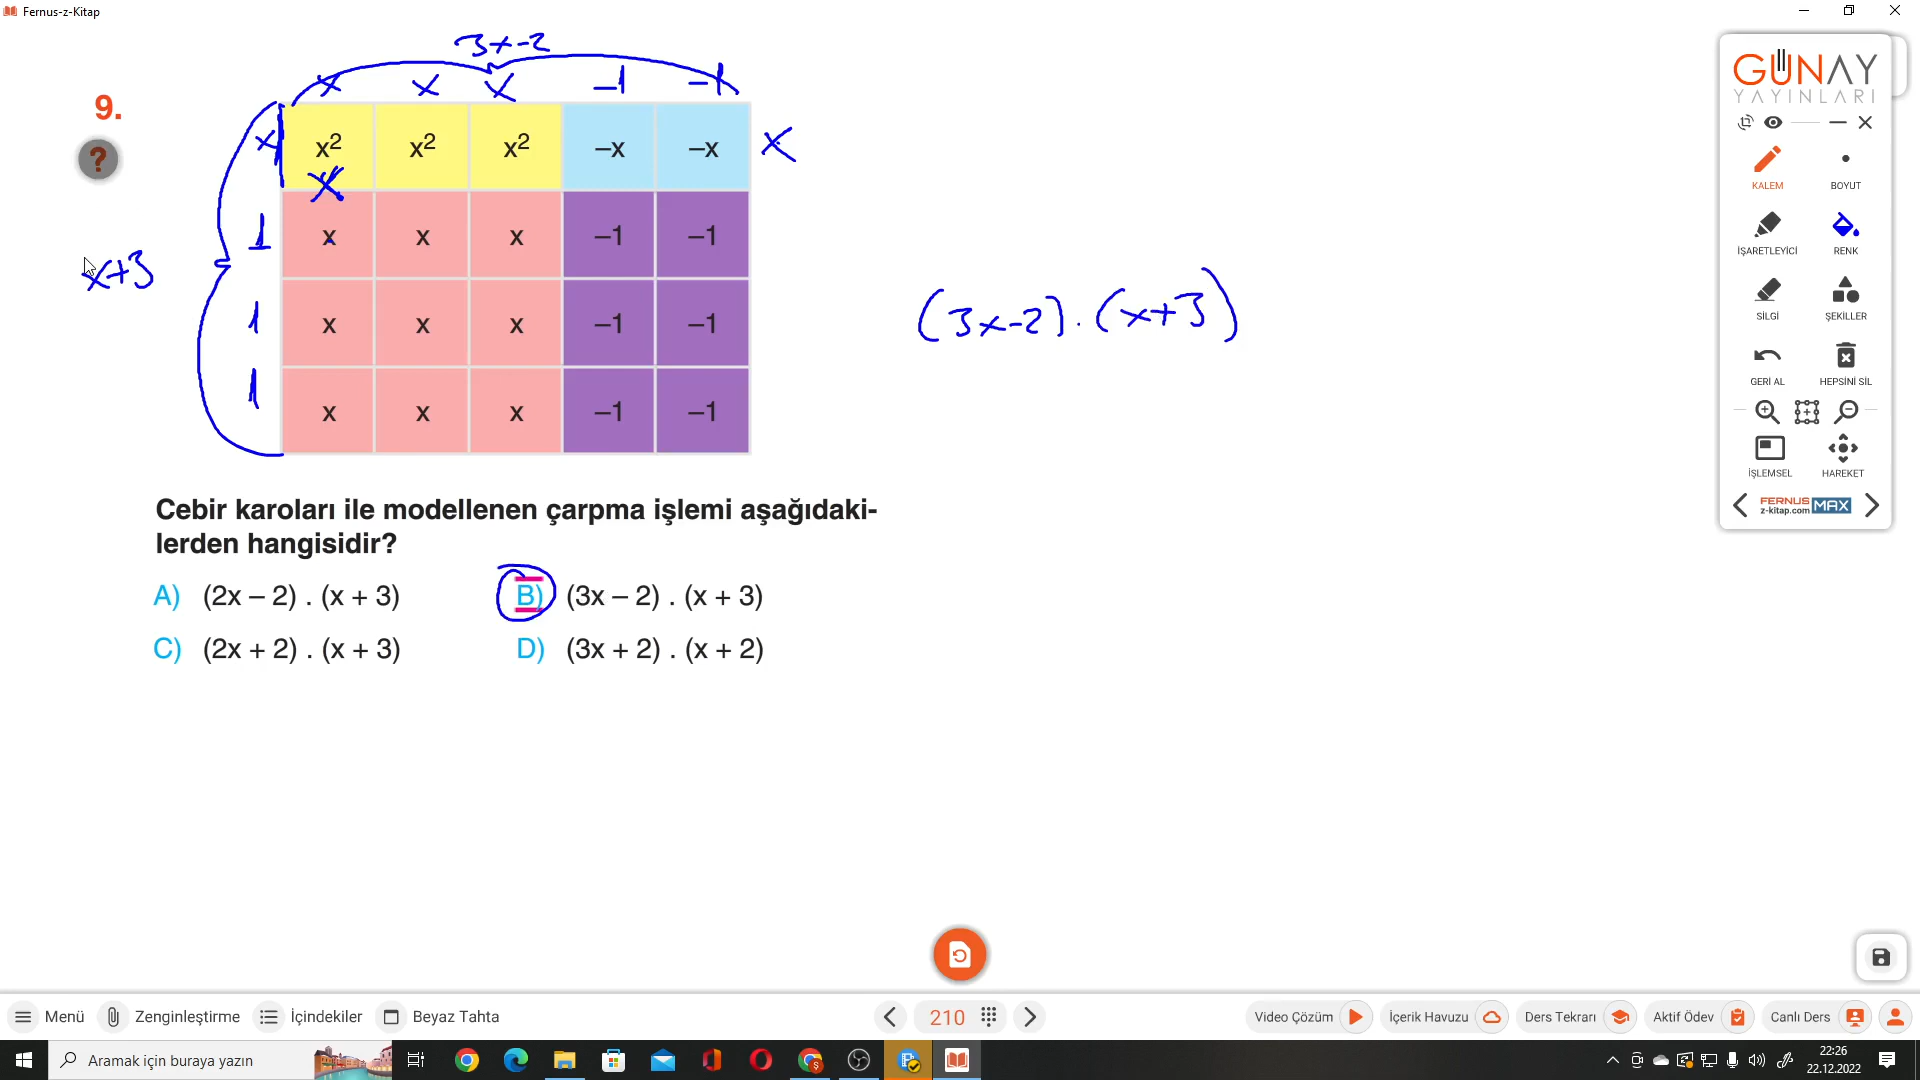 Fernus-z-Kitap
3x-2
x x x -1 -1
9.
x x² x² x² –x –x x
x
1 x x x –1 –1
x+3
1 x x x –1 –1
(3x-2).(x+3)
1 x x x –1 –1
Cebir karoları ile modellenen çarpma işlemi aşağıdaki-
lerden hangisidir?
A) (2x – 2) . (x + 3) B) (3x – 2) . (x + 3)
C) (2x + 2) . (x + 3) D) (3x + 2) . (x + 2)
GÜNAY
YAYINLARI
KALEM BOYUT
İŞARETLEYİCİ RENK
SİLGİ ŞEKİLLER
GERİ AL HEPSİNİ SİL
İŞLEMSEL HAREKET
FERNUS
z-kitap.com MAX
Menü Zenginleştirme İçindekiler Beyaz Tahta 210 Video Çözüm İçerik Havuzu Ders Tekrarı Aktif Ödev Canlı Ders
Aramak için buraya yazın
22:26
22.12.2022